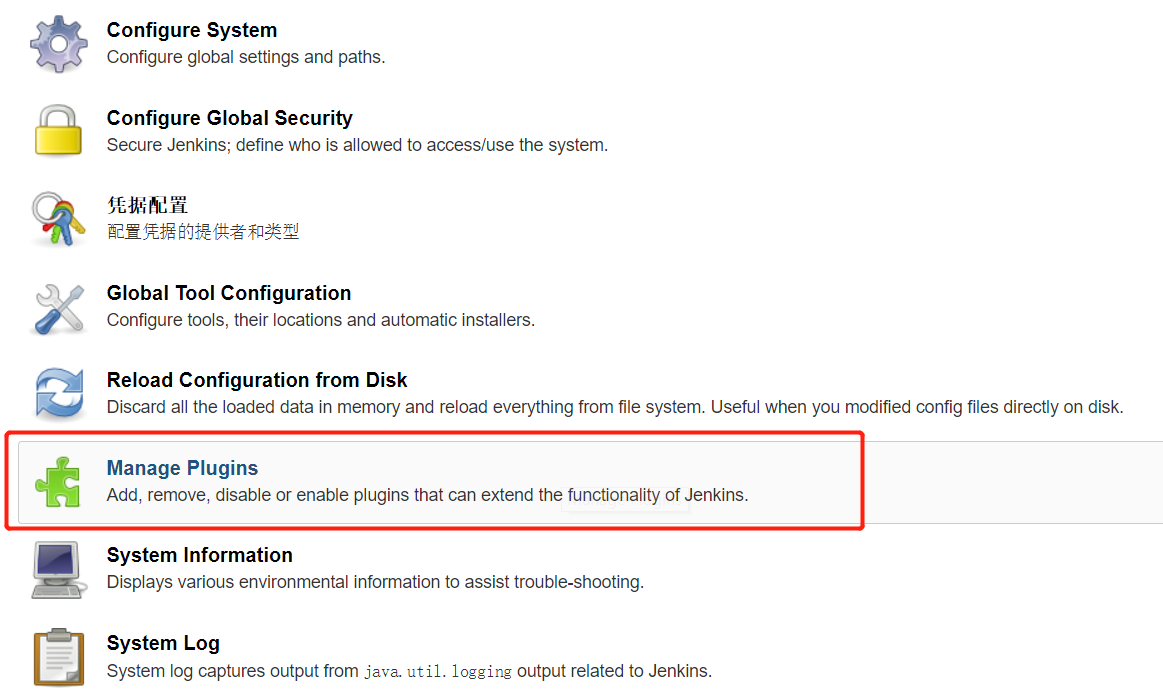 Configure System
Configure global settings and paths.
Configure Global Security
Secure Jenkins; define who is allowed to access/use the system.
凭据配置
配置凭据的提供者和类型
Global Tool Configuration
Configure tools, their locations and automatic installers.
Reload Configuration from Disk
Discard all the loaded data in memory and reload everything from file system. Useful when you modified config files directly on disk.
Manage Plugins
Add, remove, disable or enable plugins that can extend the functionality of Jenkins.
System Information
Displays various environmental information to assist trouble-shooting.
System Log
System log captures output from java.util.logging output related to Jenkins.